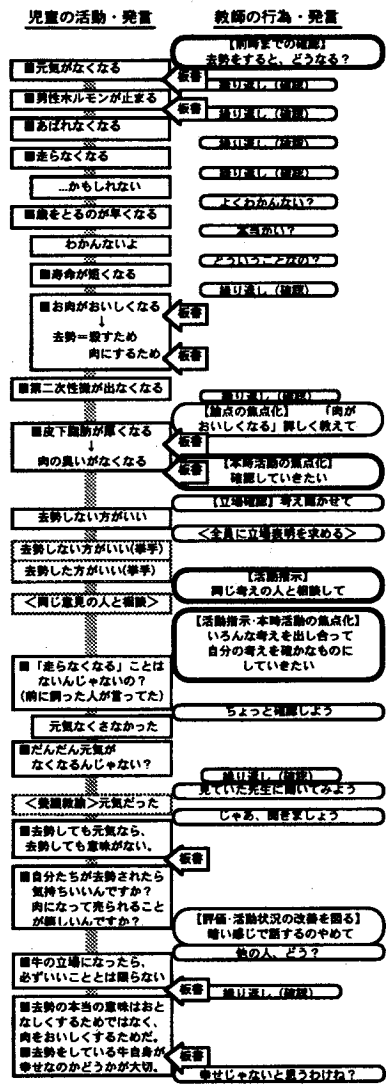 児童の活動・発言
教師の行為・発言
【前時までの確認】
去勢をすると、どうなる？
■元気がなくなる
板書
繰り返し（確認）
■男性ホルモンが止まる
板書
繰り返し（確認）
■あばれなくなる
繰り返し（確認）
■走らなくなる
繰り返し（確認）
…かもしれない
よくわかんない？
■歳をとるのが早くなる
本当かい？
わかんないよ
どういうことなの？
■寿命が短くなる
繰り返し（確認）
■お肉がおいしくなる
↓
去勢＝殺すため
肉にするため
板書
板書
■第二次性徴が出なくなる
繰り返し（確認）
【論点の焦点化】 「肉が
おいしくなる」詳しく教えて
■皮下脂肪が厚くなる
↓
肉の臭いがなくなる
板書
板書
【本時活動の焦点化】
確認していきたい
【立場確認】考え聞かせて
去勢しない方がいい
＜全員に立場表明を求める＞
去勢しない方がいい(挙手)
去勢した方がいい(挙手)
【活動指示】
同じ考えの人と相談して
＜同じ意見の人と相談＞
【活動指示・本時活動の焦点化】
いろんな考えを出し合って
自分の考えを確かなものに
していきたい
■「走らなくなる」ことは
ないんじゃないの？
(前に飼った人が言ってた)
ちょっと確認しよう
元気なくさなかった
■だんだん元気が
なくなるんじゃない？
繰り返し（確認）
見ていた先生に聞いてみよう
＜養護教諭＞元気だった
じゃあ、聞きましょう
■去勢しても元気なら、
去勢しても意味がない。
板書
■自分たちが去勢されたら
気持ちいいんですか？
肉になって売られること
が嬉しいんですか？
【評価・活動状況の改善を図る】
暗い感じで話するのやめて
他の人、どう？
■牛の立場になったら、
必ずいいこととは限らない
板書
繰り返し（確認）
■去勢の本当の意味はおと
なしくするためではなく、
肉をおいしくするためだ。
■去勢をしている牛自身が
幸せなのかどうかが大切。
板書
幸せじゃないと思うわけね？